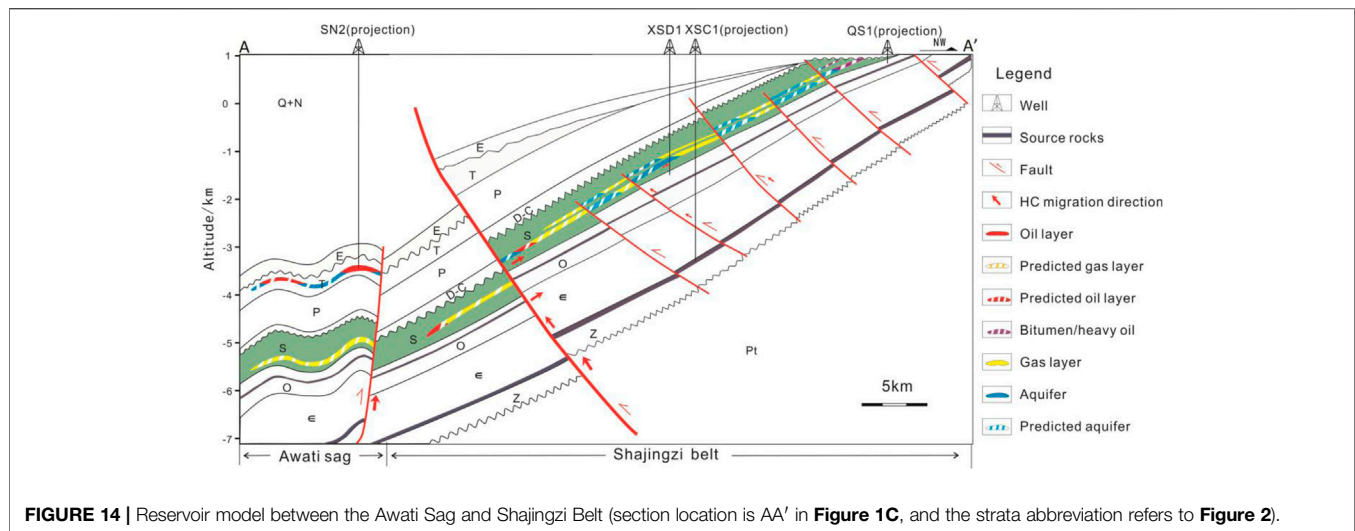 SN2(projection) XSD1 XSC1(projection) QS1(projection)
A NW A′
1
0
-1
-2
-3
-4
-5
-6
-7
Altitude/km
Q+N
E
T
P
D-C
S
E
T
P
D-C
S
O
∈
Z
Pt
E
T
P
S
O
∈
O
∈
Z
5km
Awati sag Shajingzi belt
Legend
Well
Source rocks
Fault
HC migration direction
Oil layer
Predicted gas layer
Predicted oil layer
Bitumen/heavy oil
Gas layer
Aquifer
Predicted aquifer
FIGURE 14 | Reservoir model between the Awati Sag and Shajingzi Belt (section location is AA′ in Figure 1C, and the strata abbreviation refers to Figure 2).